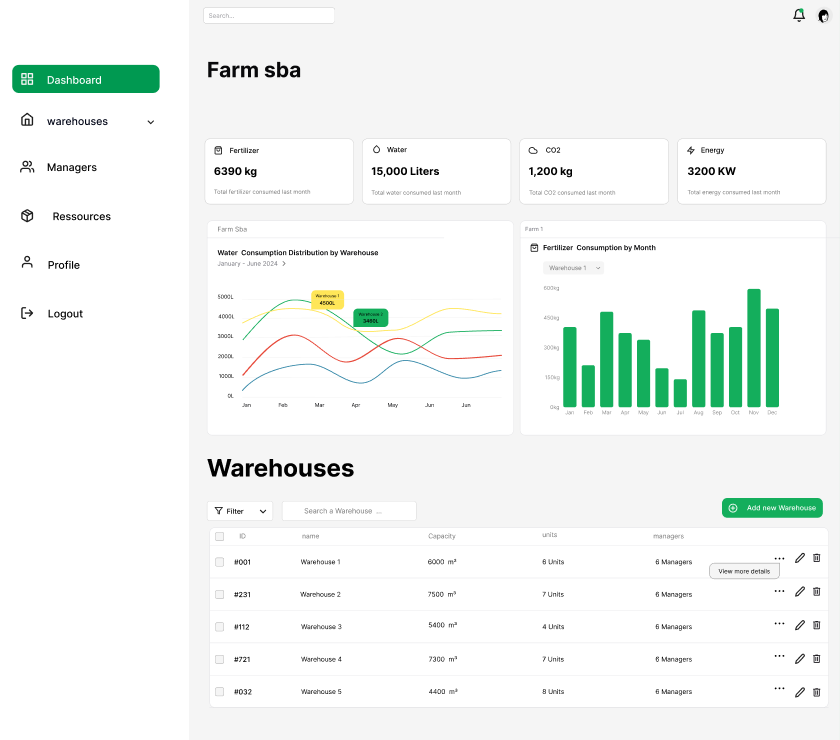 Search...
Dashboard
warehouses
Managers
Ressources
Profile
Logout
Farm sba
Fertilizer
6390 kg
Total fertilizer consumed last month
Water
15,000 Liters
Total water consumed last month
CO2
1,200 kg
Total CO2 consumed last month
Energy
3200 KW
Total energy consumed last month
Farm Sba
Water Consumption Distribution by Warehouse
January - June 2024
5000L
4000L
3000L
2000L
1000L
0L
Warehouse 1
4500L
Warehouse 2
3460L
Jan Feb Mar Apr May Jun Jun
Farm 1
Fertilizer Consumption by Month
Warehouse 1
600kg
450kg
300kg
150kg
0kg
Jan Feb Mar Apr May Jun Jul Aug Sep Oct Nov Dec
Warehouses
Filter
Search a Warehouse ...
Add new Warehouse
ID name Capacity units managers
#001 Warehouse 1 6000 m³ 6 Units 6 Managers
View more details
#231 Warehouse 2 7500 m³ 7 Units 6 Managers
#112 Warehouse 3 5400 m³ 4 Units 6 Managers
#721 Warehouse 4 7300 m³ 7 Units 6 Managers
#032 Warehouse 5 4400 m³ 8 Units 6 Managers